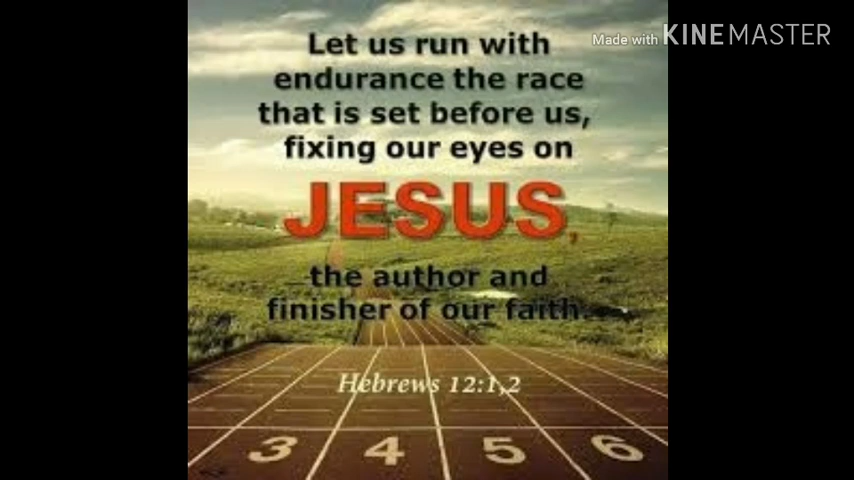 Made with KINEMASTER
Let us run with
endurance the race
that is set before us,
fixing our eyes on
JESUS,
the author and
finisher of our faith.
Hebrews 12:1,2
3 4 5 6